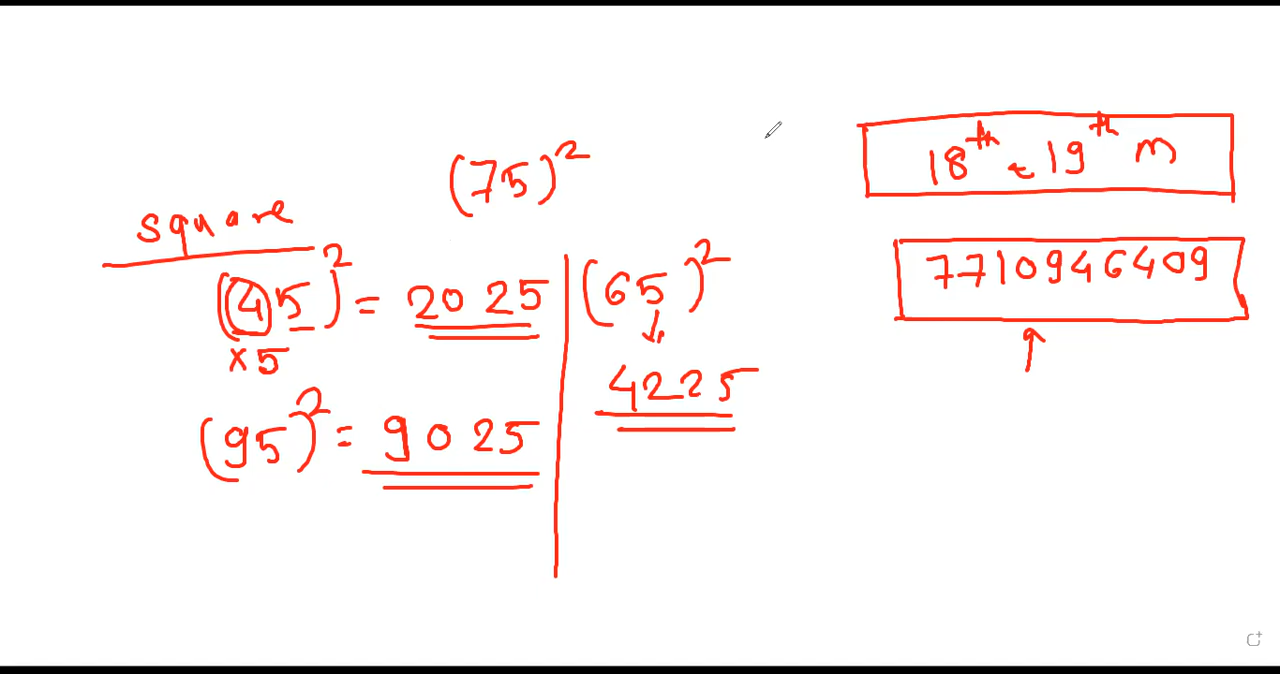 (75)²
square
(45)² = 2025
×5
(95)² = 9025
(65)²
↓
4225
18th 19th m
7710946409
↑